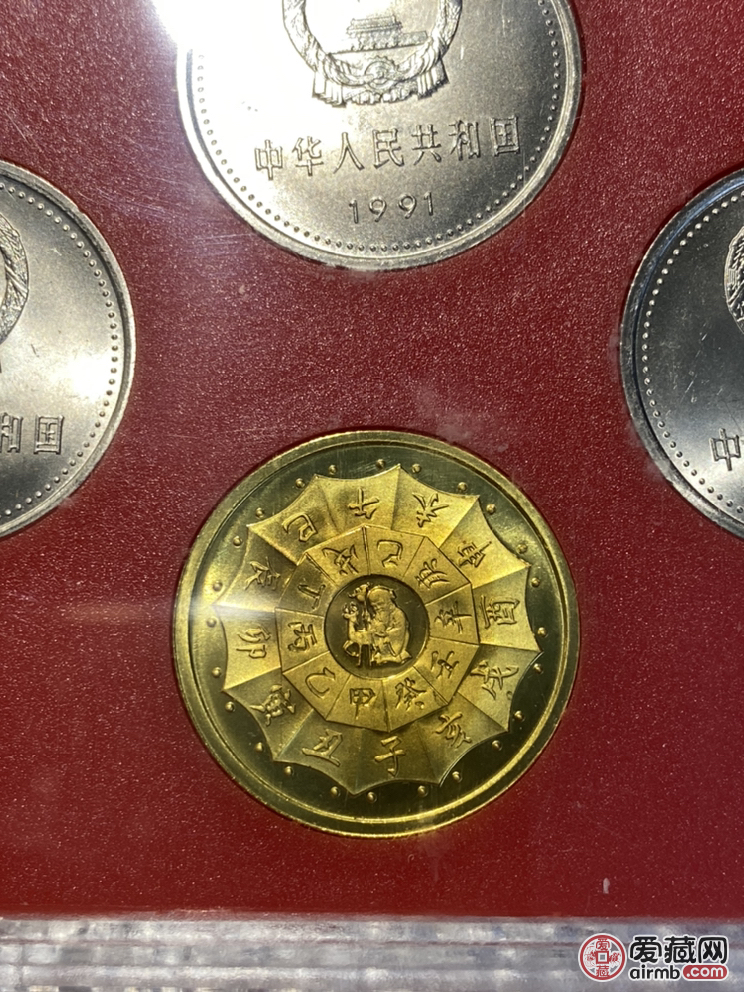 中华人民共和国
1991
国
中
子丑寅卯辰巳午未申酉戌亥
甲乙丙丁戊己庚辛壬癸
爱藏网
airmb.com